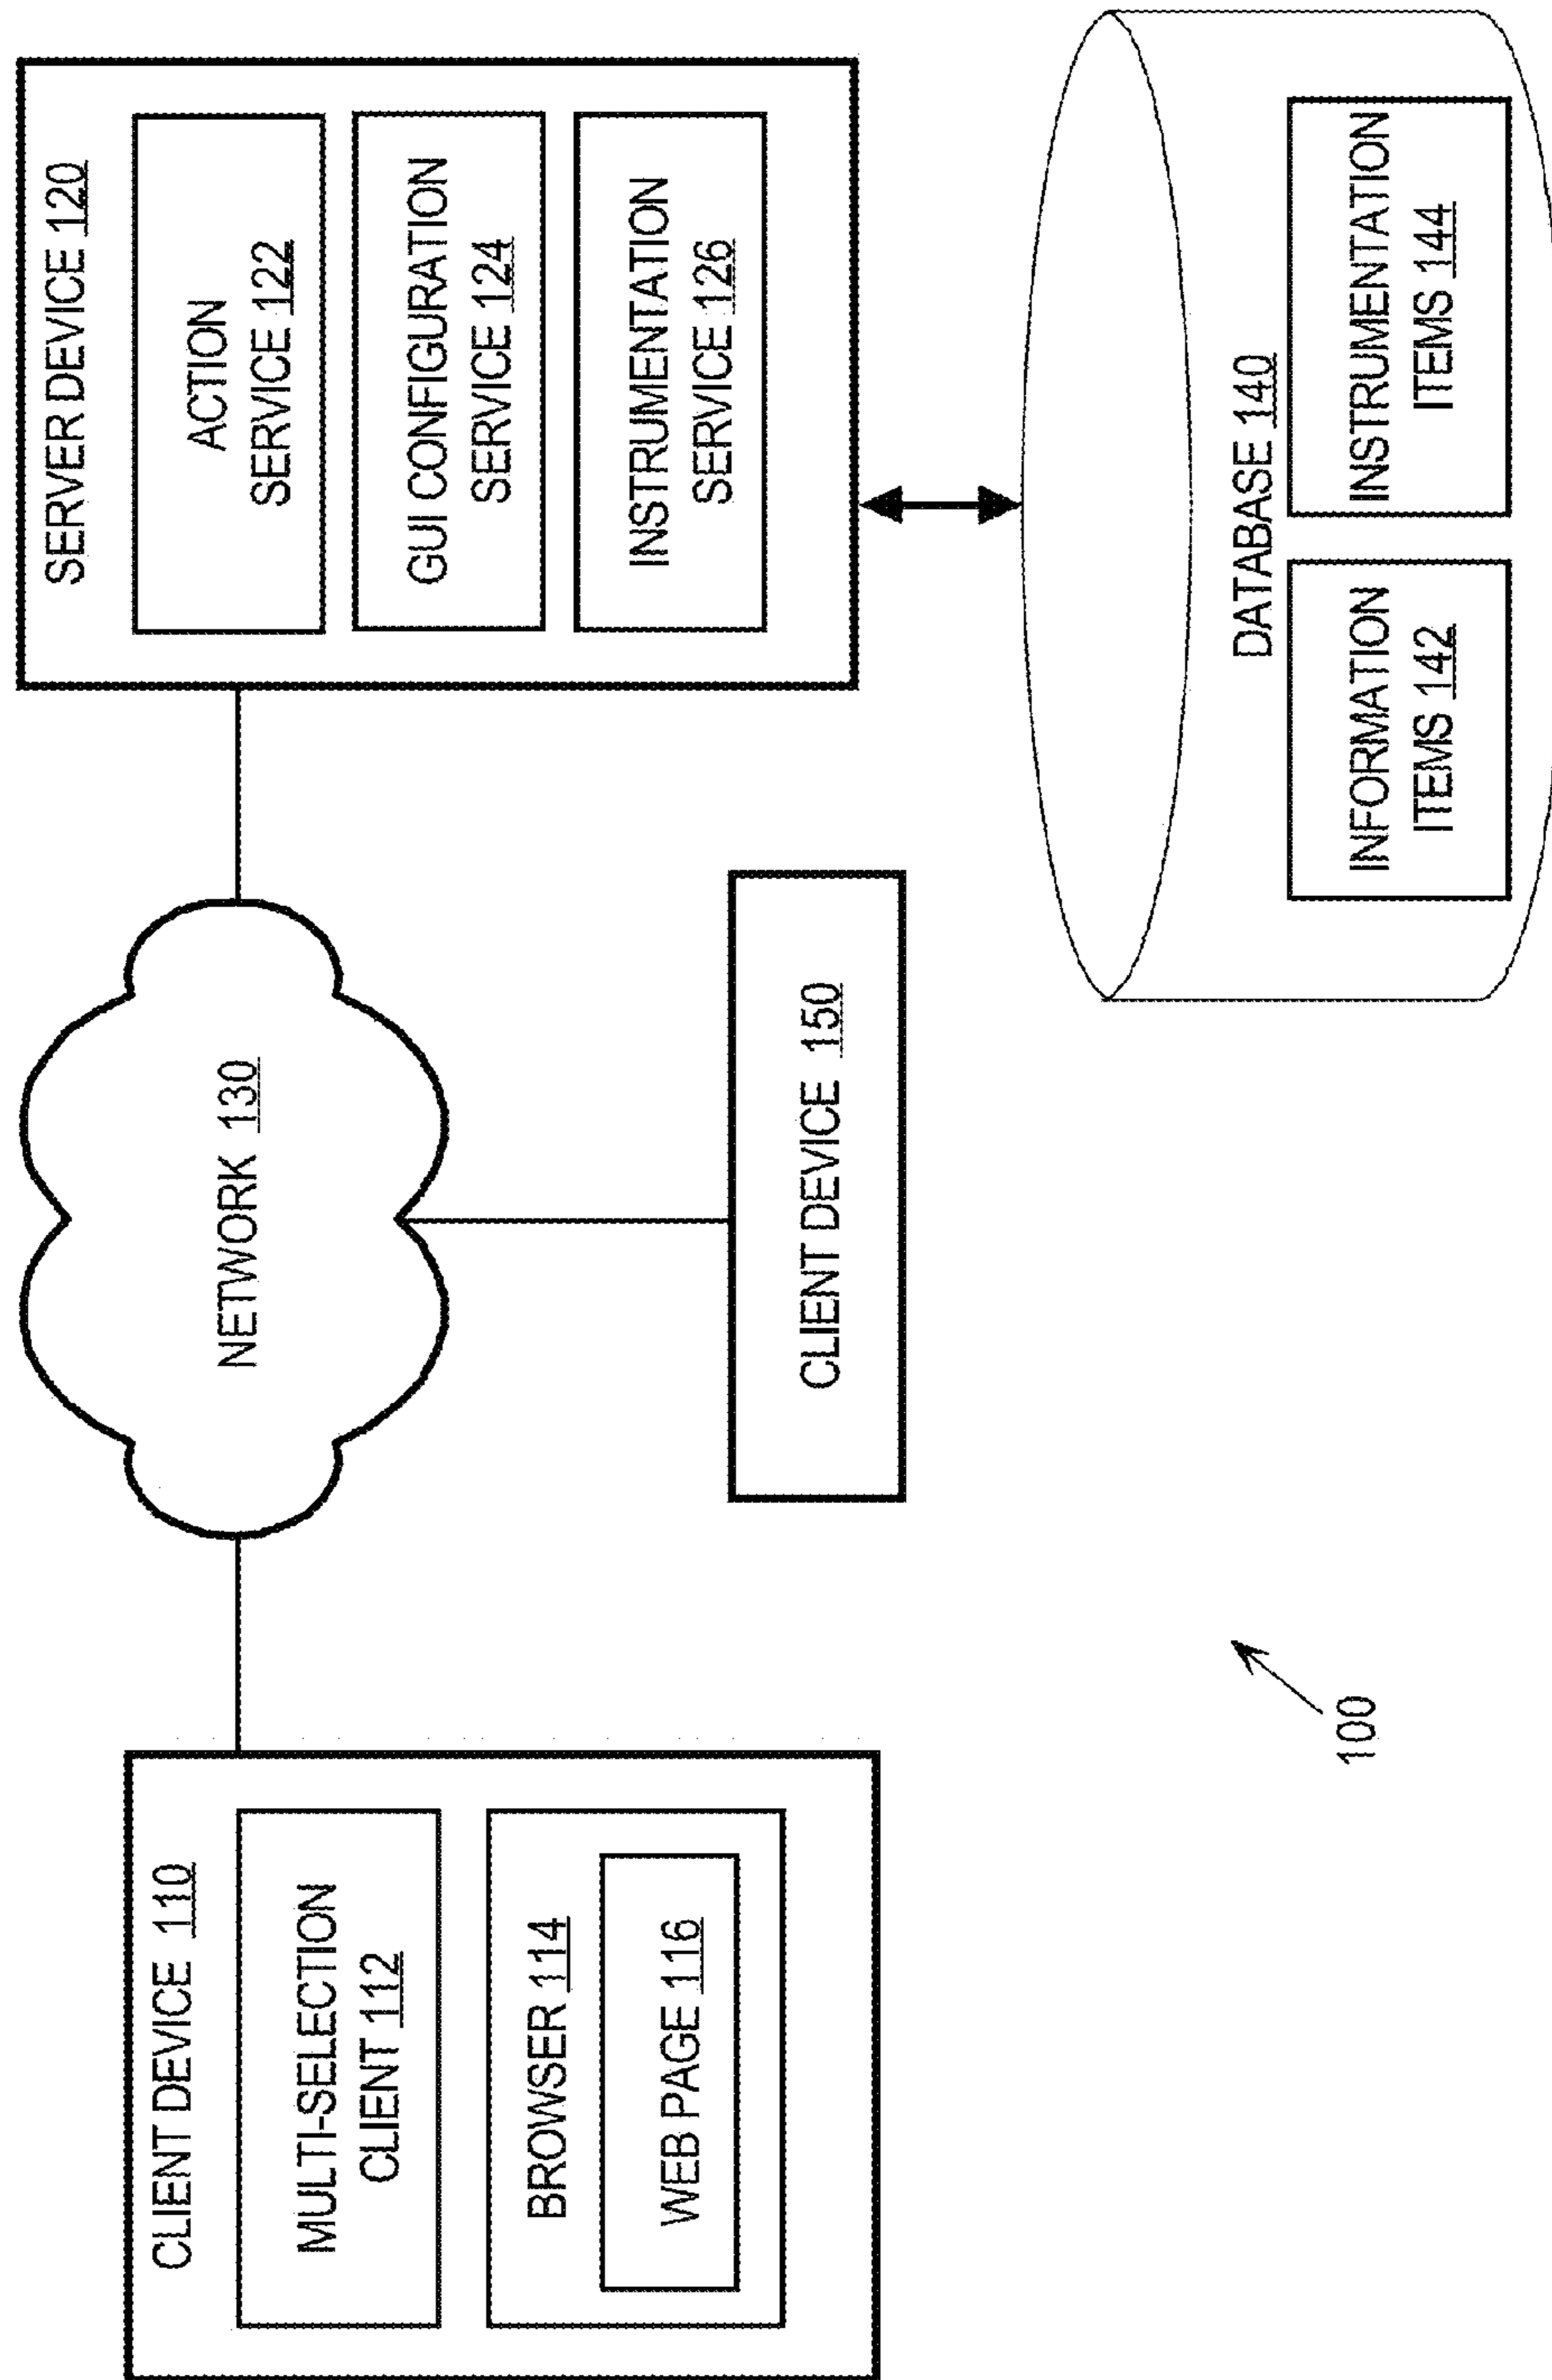 CLIENT DEVICE 110
MULTI-SELECTION
CLIENT 112
BROWSER 114
WEB PAGE 116
NETWORK 130
CLIENT DEVICE 150
SERVER DEVICE 120
ACTION
SERVICE 122
GUI CONFIGURATION
SERVICE 124
INSTRUMENTATION
SERVICE 126
DATABASE 140
INFORMATION
ITEMS 142
INSTRUMENTATION
ITEMS 144
100